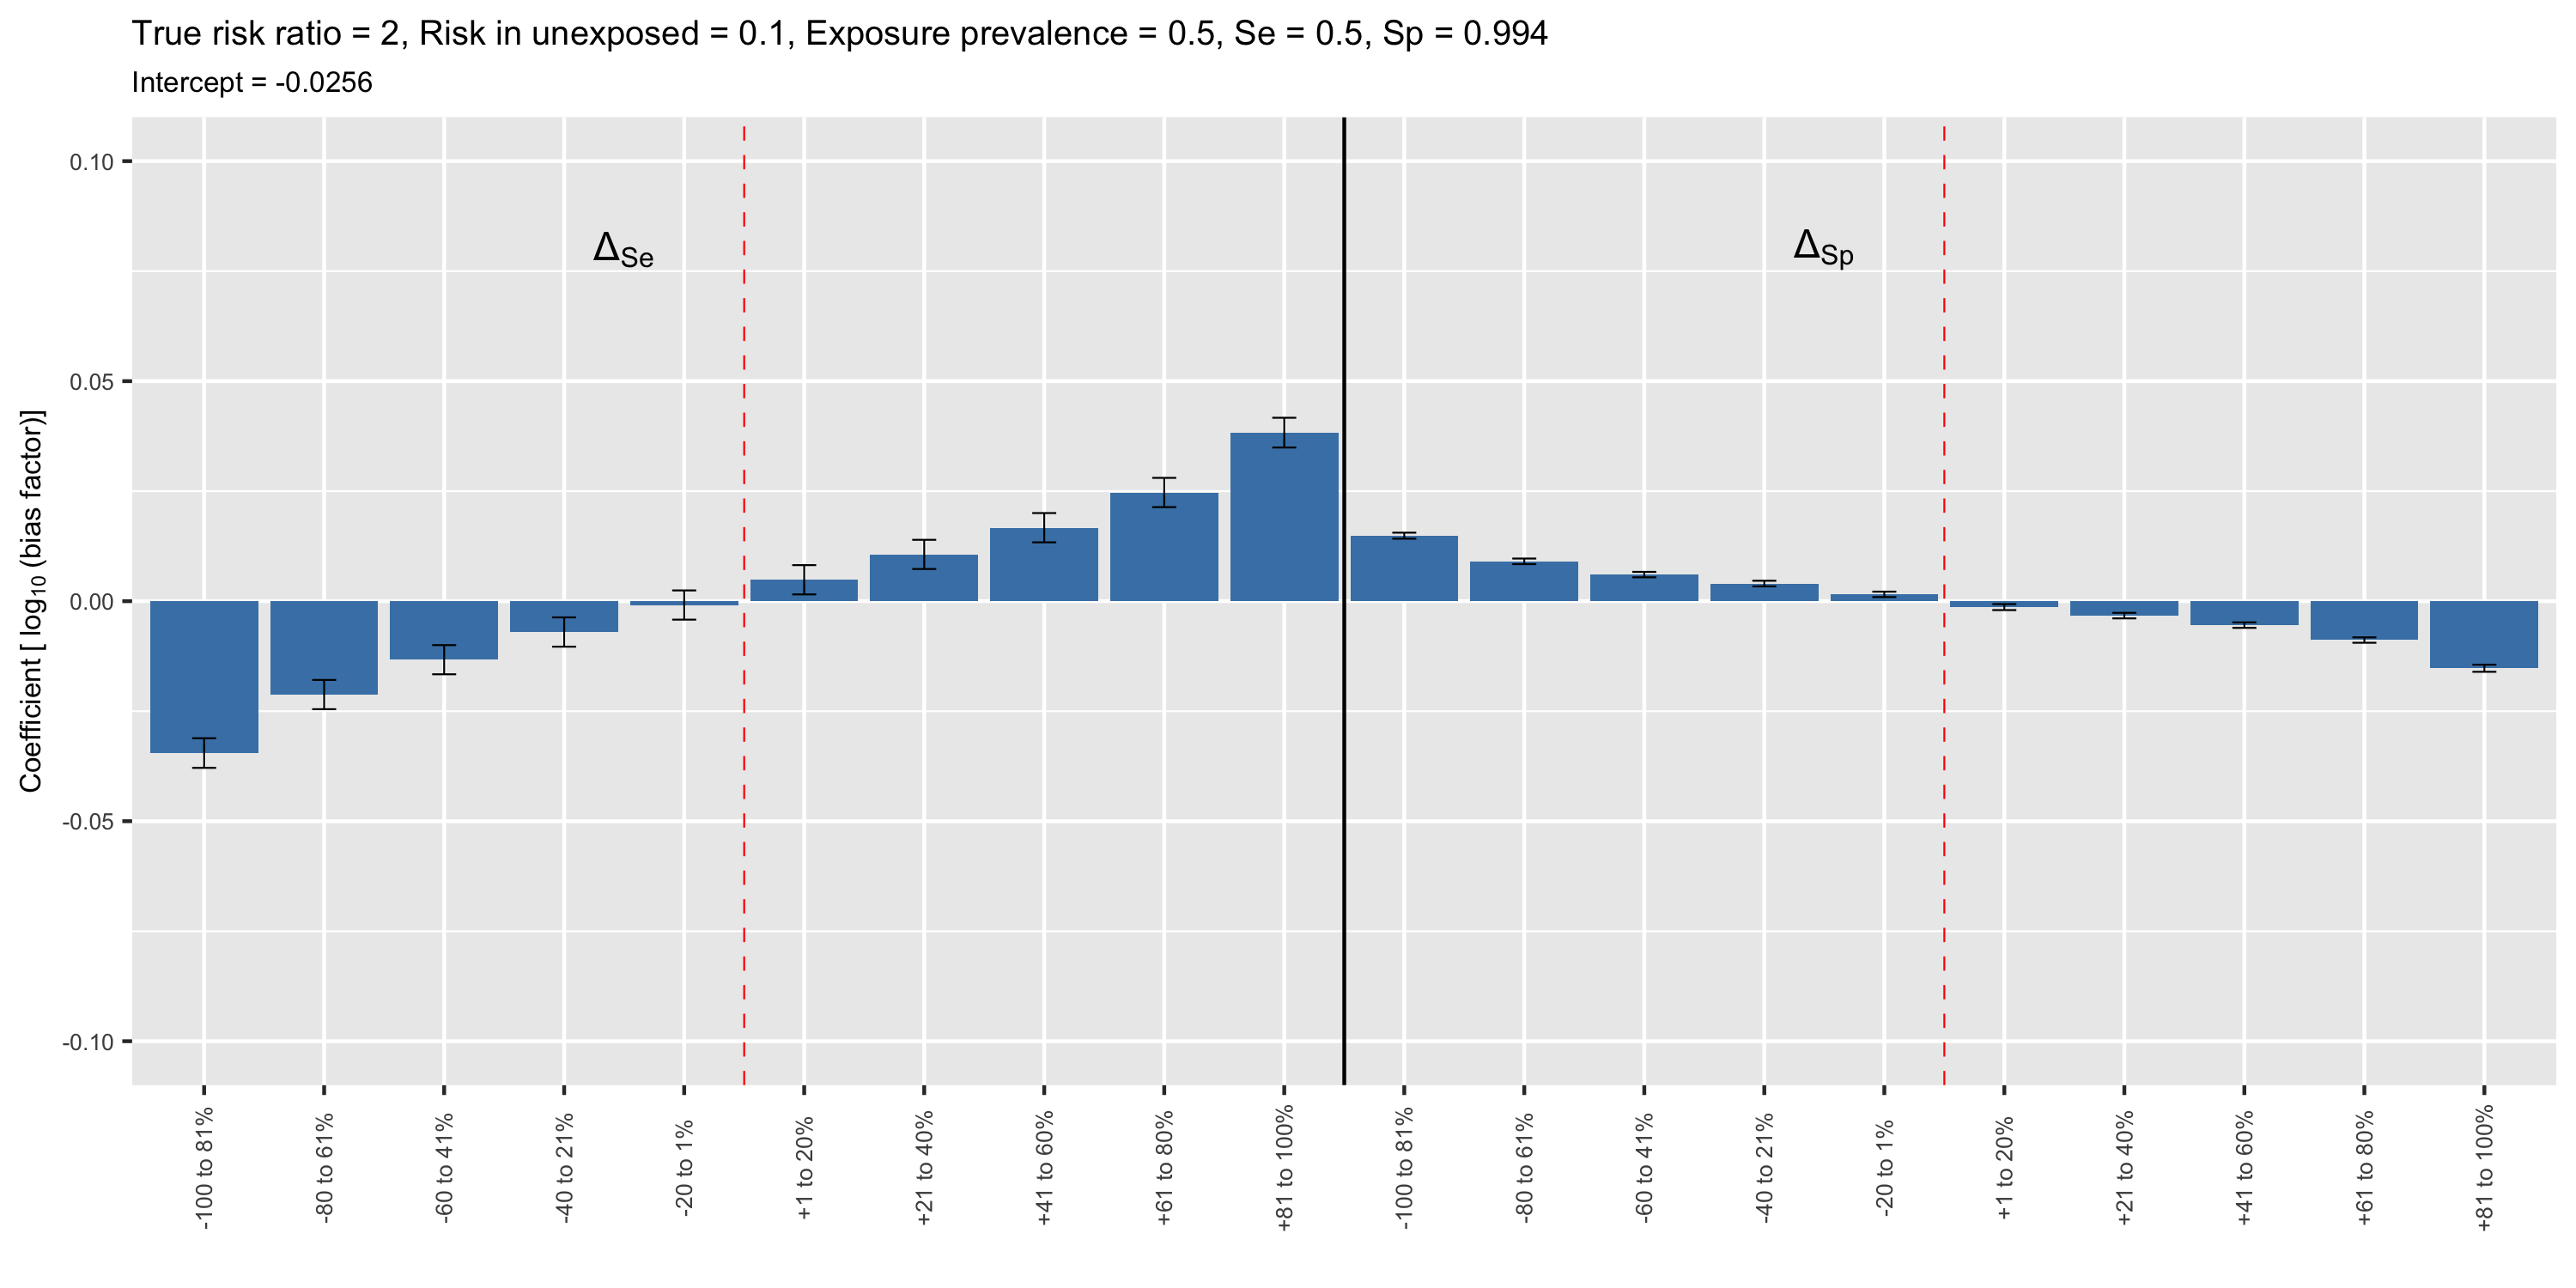 True risk ratio = 2, Risk in unexposed = 0.1, Exposure prevalence = 0.5, Se = 0.5, Sp = 0.994
Intercept = -0.0256
Coefficient [ log10 (bias factor)]
0.10
0.05
0.00
-0.05
-0.10
ΔSe
ΔSp
-100 to 81%
-80 to 61%
-60 to 41%
-40 to 21%
-20 to 1%
+1 to 20%
+21 to 40%
+41 to 60%
+61 to 80%
+81 to 100%
-100 to 81%
-80 to 61%
-60 to 41%
-40 to 21%
-20 to 1%
+1 to 20%
+21 to 40%
+41 to 60%
+61 to 80%
+81 to 100%